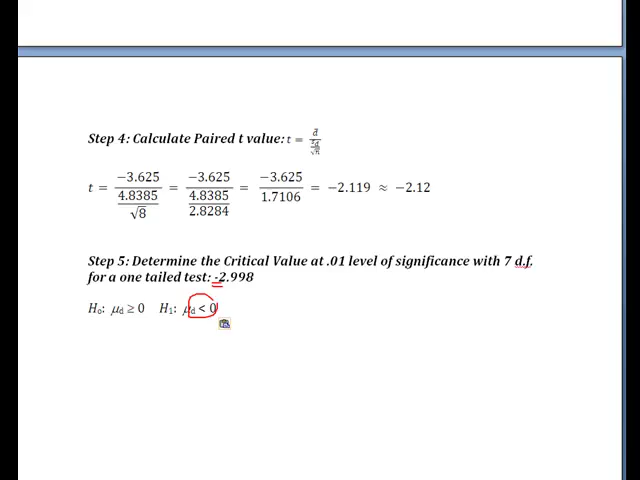 Step 4: Calculate Paired t value: t = d̄ / (s_d / √n)
t = −3.625 / (4.8385 / √8) = −3.625 / (4.8385 / 2.8284) = −3.625 / 1.7106 = −2.119 ≈ −2.12
Step 5: Determine the Critical Value at .01 level of significance with 7 d.f,
for a one tailed test: -2.998
H₀: μd ≥ 0 H₁: μd < 0